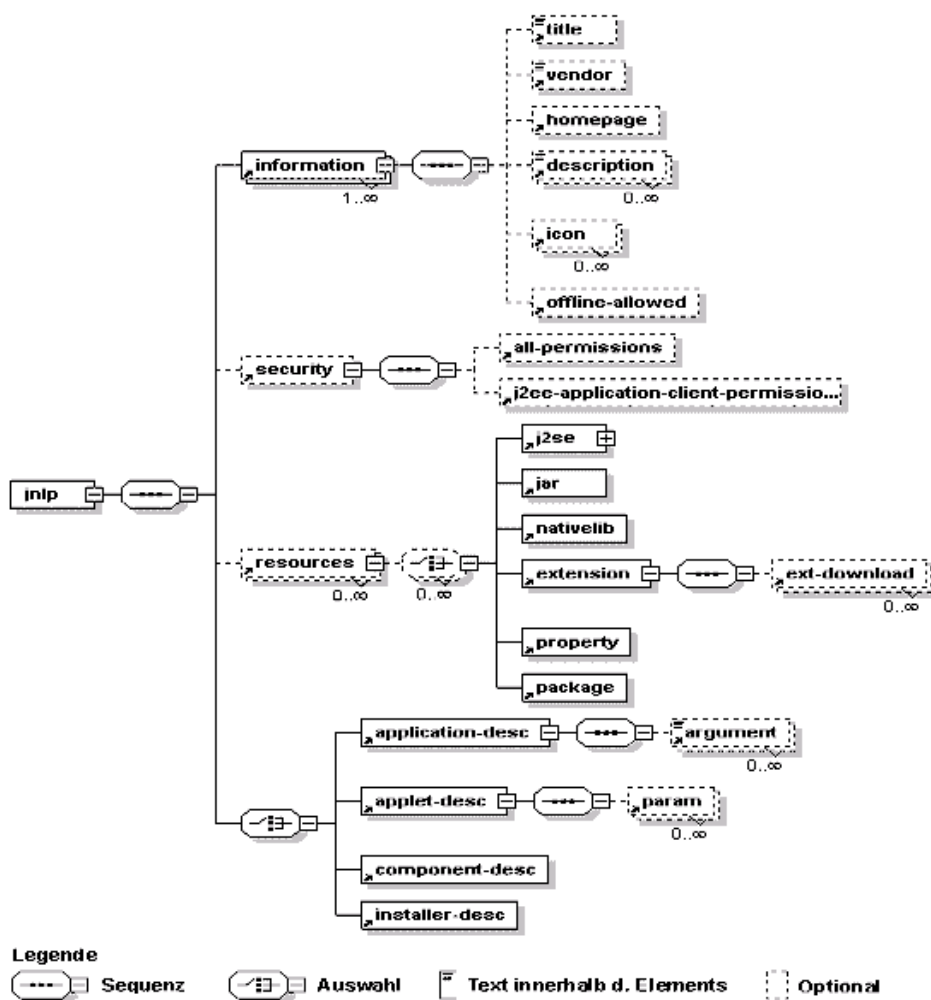 title
vendor
homepage
information
description
1..∞
0..∞
icon
0..∞
offline-allowed
all-permissions
security
j2ee-application-client-permissio...
j2se
jar
jnlp
nativelib
resources
extension
ext-download
0..∞
0..∞
0..∞
property
package
application-desc
argument
0..∞
applet-desc
param
0..∞
component-desc
installer-desc
Legende
Sequenz
Auswahl
Text innerhalb d. Elements
Optional